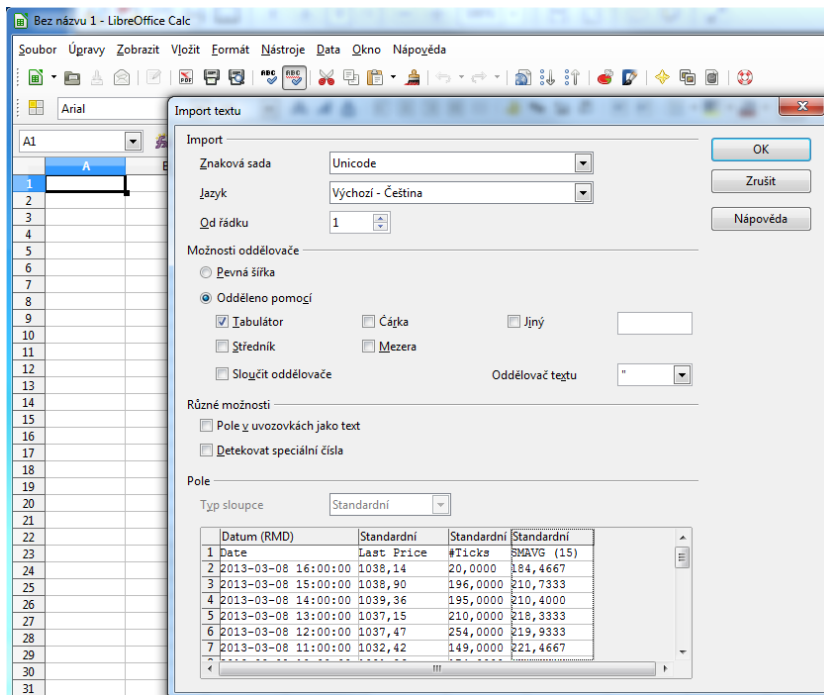 Bez názvu 1 - LibreOffice Calc
Soubor Úpravy Zobrazit Vložit Formát Nástroje Data Okno Nápověda
Arial
Import textu
A1
A
1
2
3
4
5
6
7
8
9
10
11
12
13
14
15
16
17
18
19
20
21
22
23
24
25
26
27
28
29
30
31
Import
OK
Znaková sada Unicode
Zrušit
Jazyk Výchozí - Čeština
Od řádku 1
Nápověda
Možnosti oddělovače
Pevná šířka
Odděleno pomocí
Tabulátor Čárka Jiný
Středník Mezera
Sloučit oddělovače Oddělovač textu "
Různé možnosti
Pole v uvozovkách jako text
Detekovat speciální čísla
Pole
Typ sloupce Standardní
Datum (RMD) Standardní Standardní Standardní
1 Date Last Price #Ticks SMAVG (15)
2 2013-03-08 16:00:00 1038,14 20,0000 184,4667
3 2013-03-08 15:00:00 1038,90 196,0000 210,7333
4 2013-03-08 14:00:00 1039,36 195,0000 210,4000
5 2013-03-08 13:00:00 1037,15 210,0000 218,3333
6 2013-03-08 12:00:00 1037,47 254,0000 219,9333
7 2013-03-08 11:00:00 1032,42 149,0000 221,4667